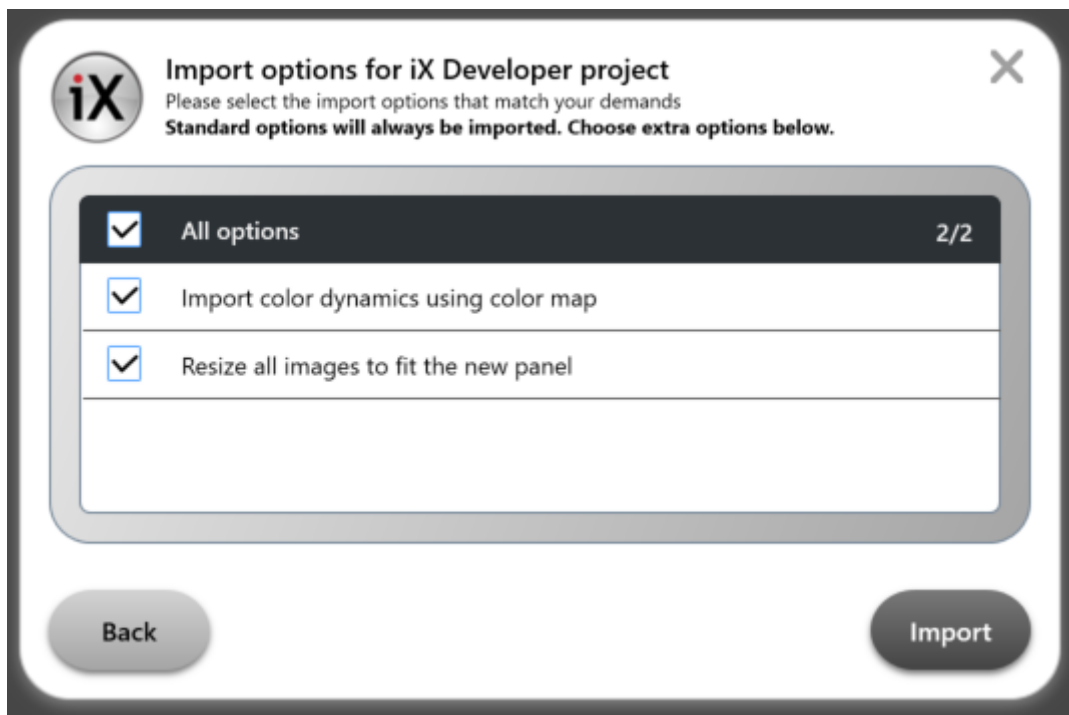 iX
Import options for iX Developer project
Please select the import options that match your demands
Standard options will always be imported. Choose extra options below.
All options 2/2
Import color dynamics using color map
Resize all images to fit the new panel
Back Import